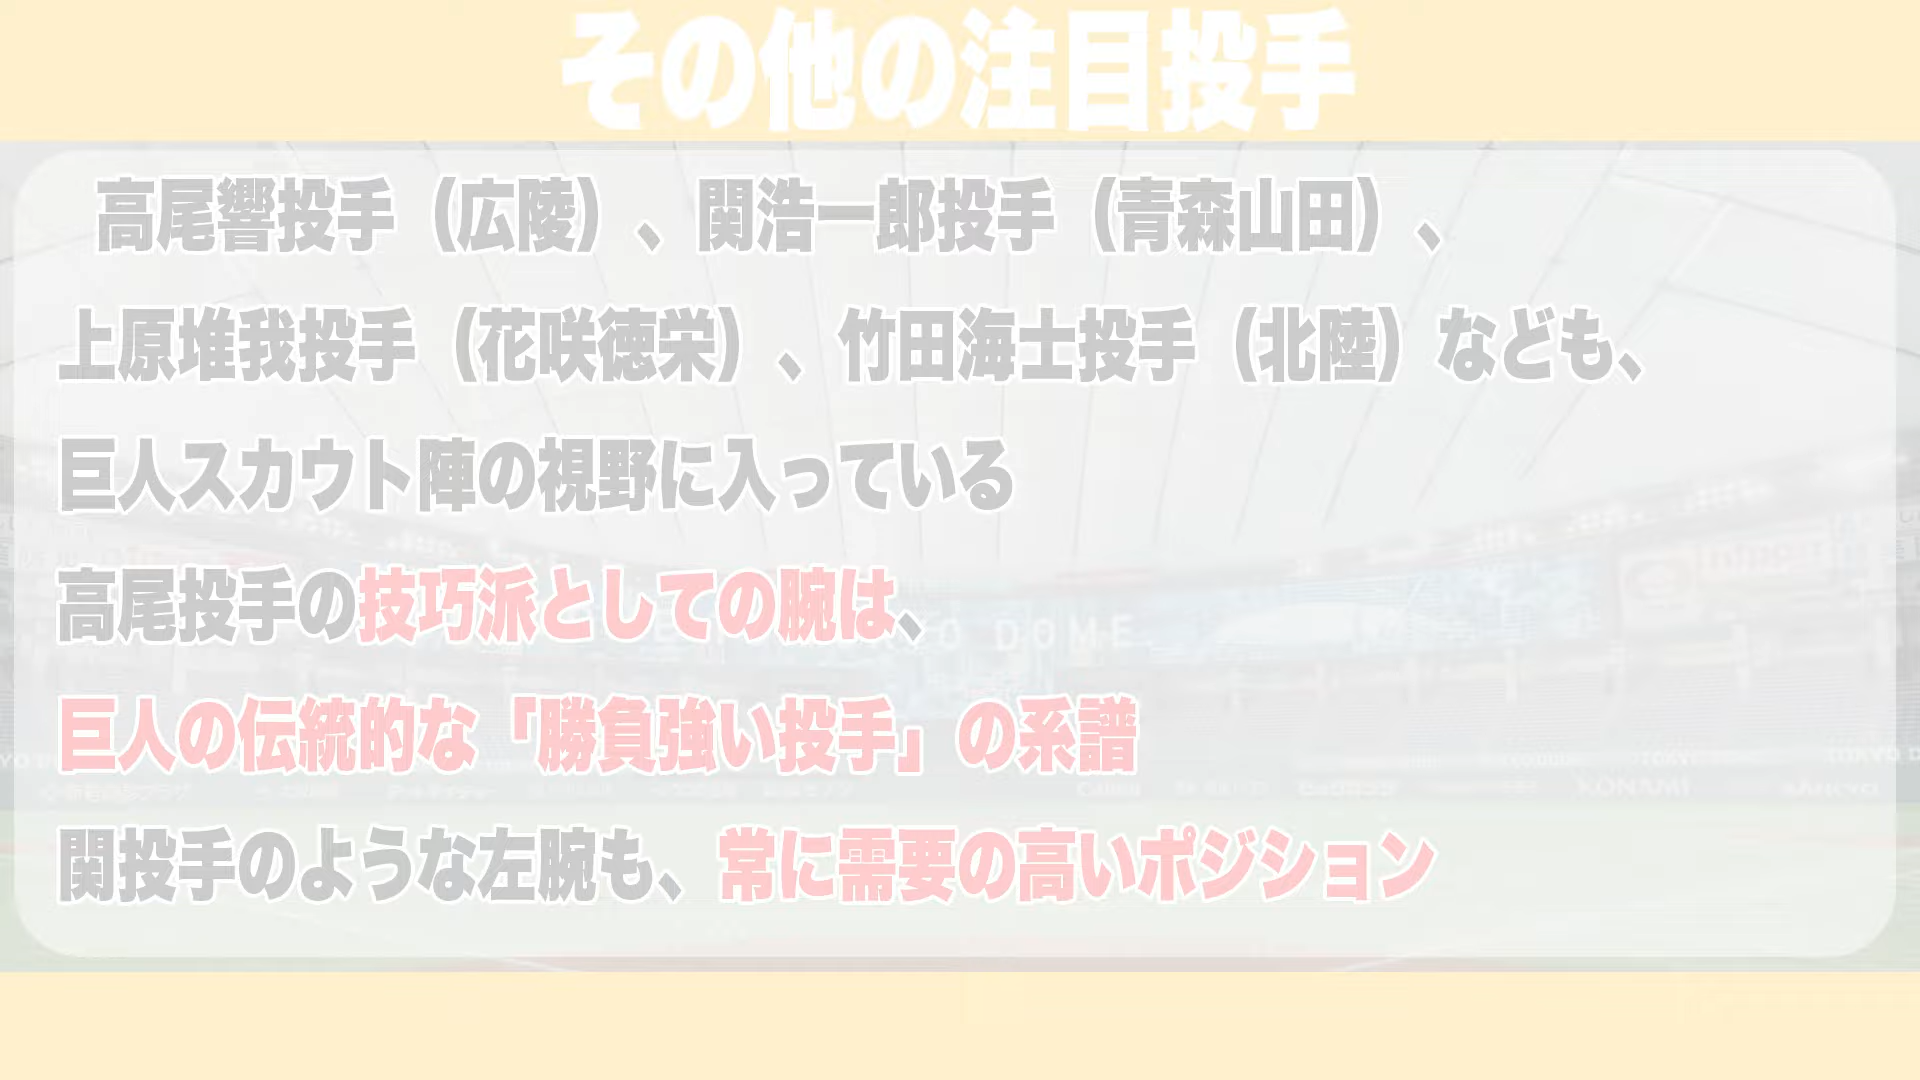 その他の注目投手
高尾響投手（広陵）、関浩一郎投手（青森山田）、
上原堆我投手（花咲徳栄）、竹田海士投手（北陸）なども、
巨人スカウト陣の視野に入っている
高尾投手の技巧派としての腕は、
巨人の伝統的な「勝負強い投手」の系譜
関投手のような左腕も、常に需要の高いポジション
DOME
KONAMI